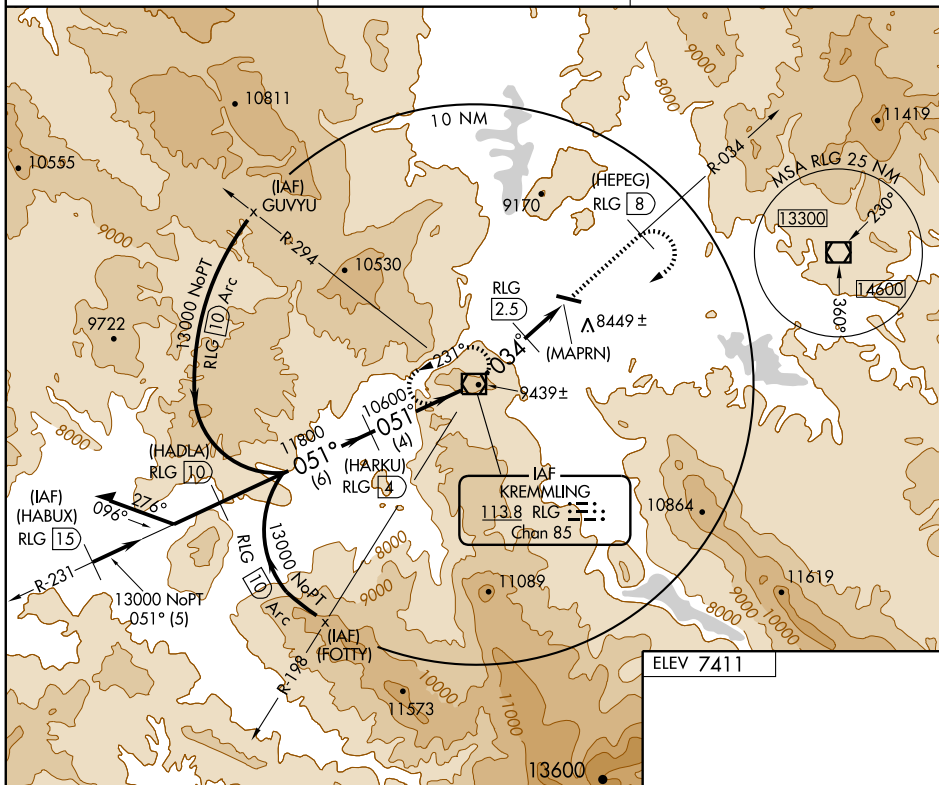 10811
10 NM
9000
8000
11419
10555
R-034
MSA RLG 25 NM
(IAF)
GUVYU
(HEPEG)
RLG 8
9170
13300
230°
9000
R-294
10530
14600
360°
13000 NoPT
RLG 10 Arc
RLG
2.5
8449 ±
(MAPRN)
9722
034°
231°
9439±
10600
051°
(4)
11800
051°
(6)
8000
(HADLA)
RLG 10
(HARKU)
RLG 4
IAF
KREMMLING
113.8 RLG
Chan 85
(IAF)
(HABUX)
RLG 15
276°
096°
10864
R-231
13000 NoPT
051° (5)
13000 NoPT
RLG 10 Arc
8000
9000
11089
11619
8000
9000
10000
(IAF)
(FOTTY)
R-198
ELEV 7411
10000
11573
11000
13600